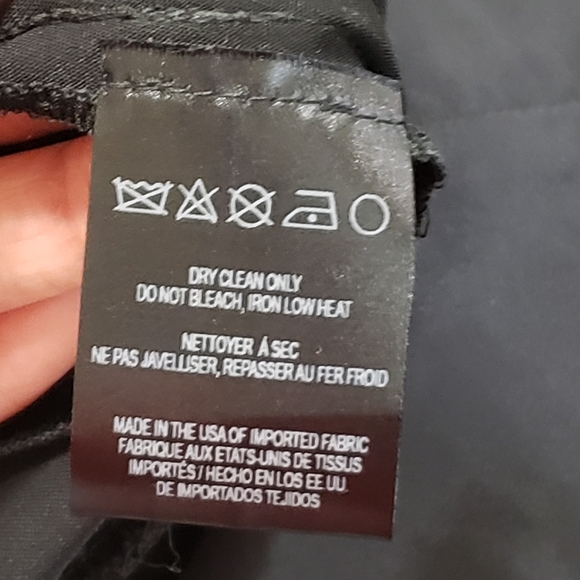 DRY CLEAN ONLY
DO NOT BLEACH, IRON LOW HEAT
NETTOYER À SEC
NE PAS JAVELLISER, REPASSER AU FER FROID
MADE IN THE USA OF IMPORTED FABRIC
FABRIQUE AUX ETATS-UNIS DE TISSUS
IMPORTÉS / HECHO EN LOS EE UU
DE IMPORTADOS TEJIDOS